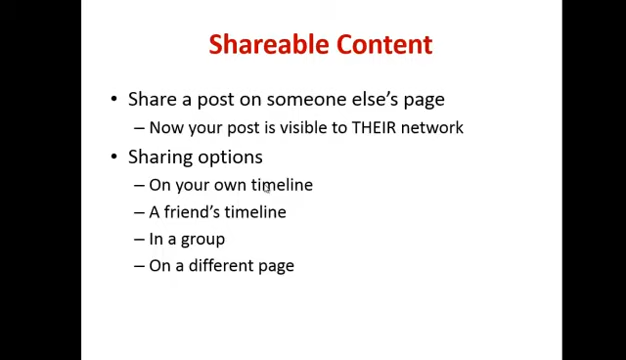 Shareable Content
• Share a post on someone else's page
– Now your post is visible to THEIR network
• Sharing options
– On your own timeline
– A friend's timeline
– In a group
– On a different page